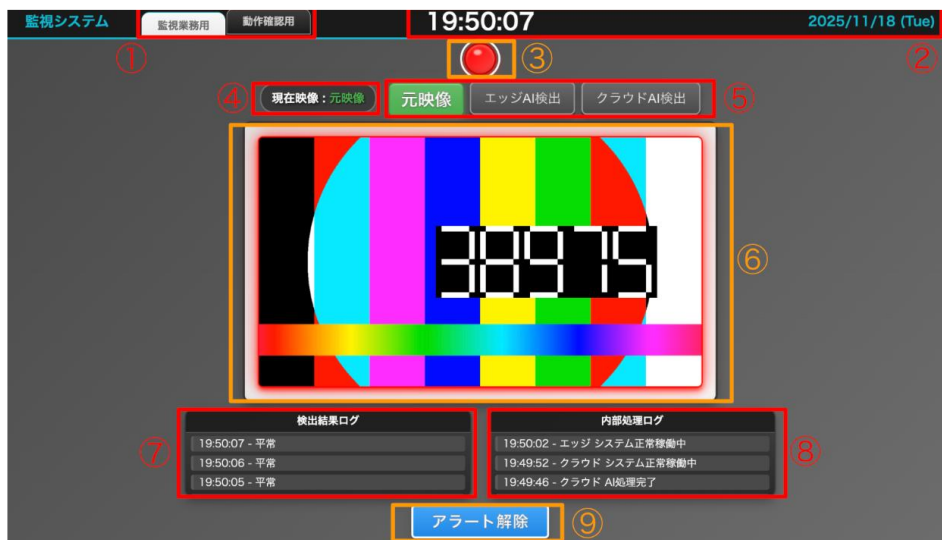 監視システム 監視業務用 動作確認用 19:50:07 2025/11/18 (Tue)
① ②
③
④ 現在映像：元映像 元映像 エッジAI検出 クラウドAI検出 ⑤
38975
⑥
検出結果ログ
⑦
19:50:07 - 平常
19:50:06 - 平常
19:50:05 - 平常
内部処理ログ
⑧
19:50:02 - エッジ システム正常稼働中
19:49:52 - クラウド システム正常稼働中
19:49:46 - クラウド AI処理完了
アラート解除 ⑨